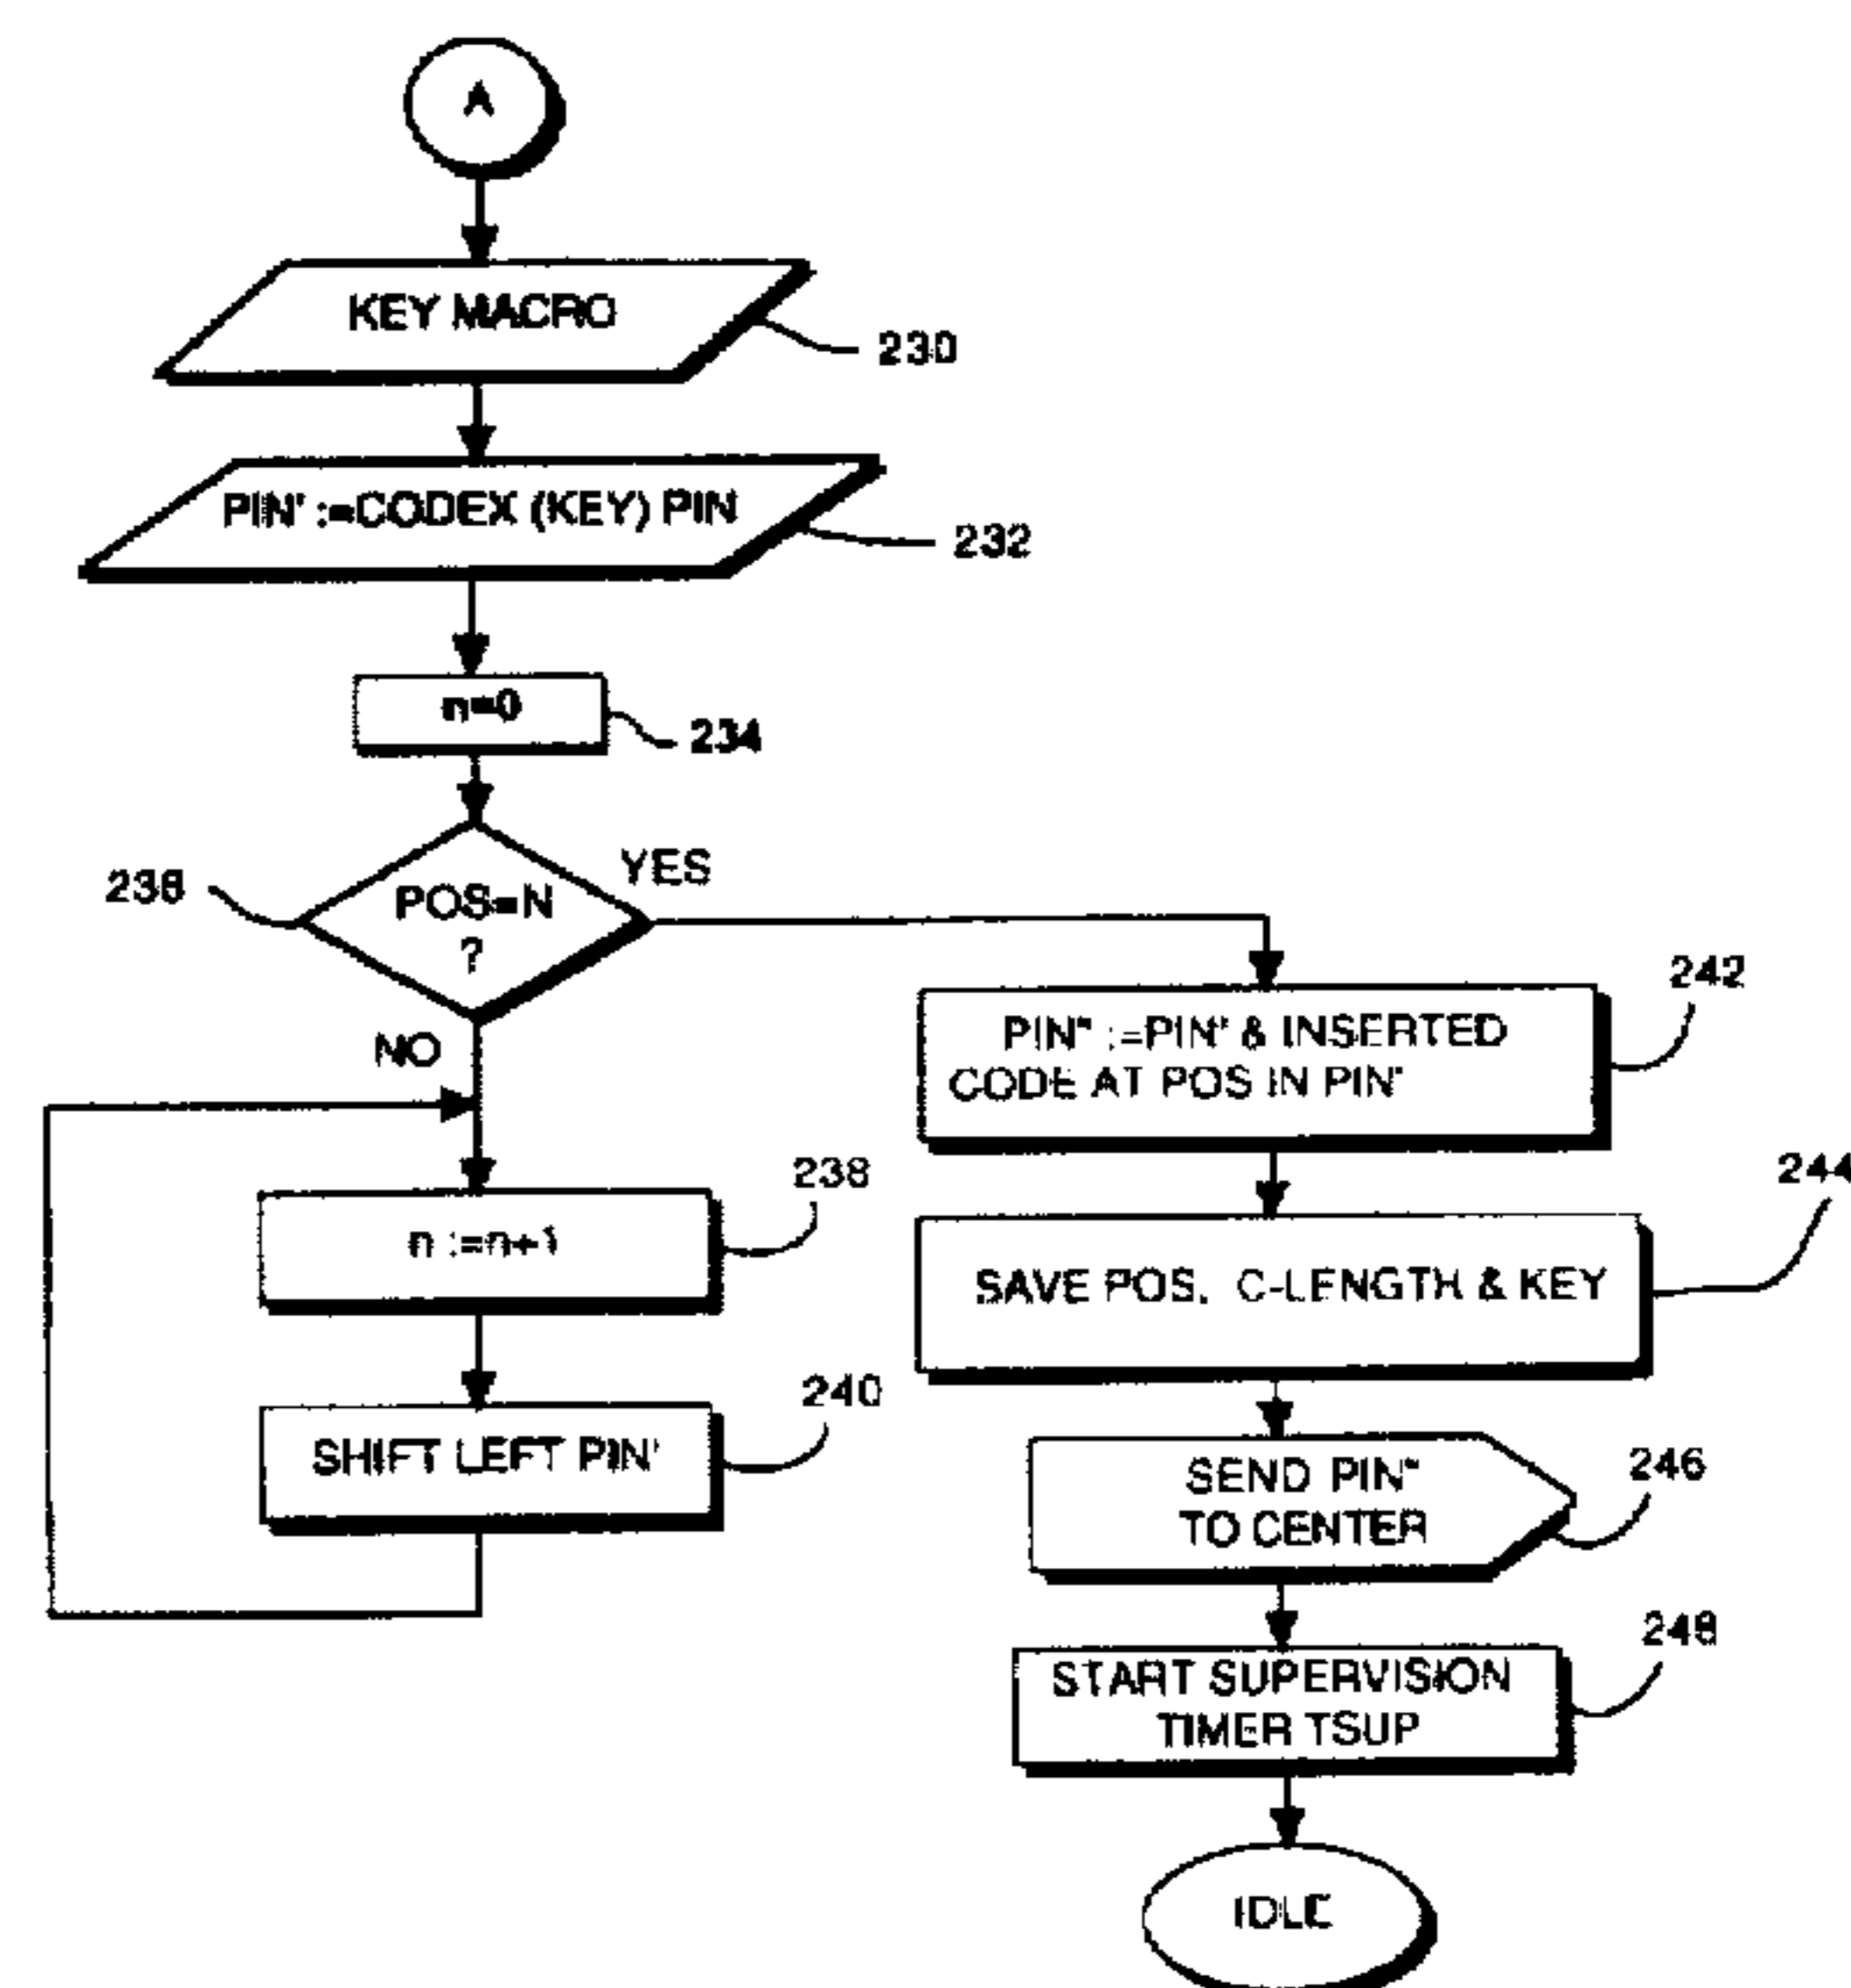 A
KEY MACRO
230
PIN' :=CODEX (KEY) PIN
232
n=0
234
236
POS=N
?
YES
NO
n :=n+1
238
SHIFT LEFT PIN'
240
242
PIN" :=PIN' & INSERTED
CODE AT POS IN PIN'
244
SAVE POS, C-LENGTH & KEY
SEND PIN"
TO CENTER
246
248
START SUPERVISION
TIMER TSUP
IDLE